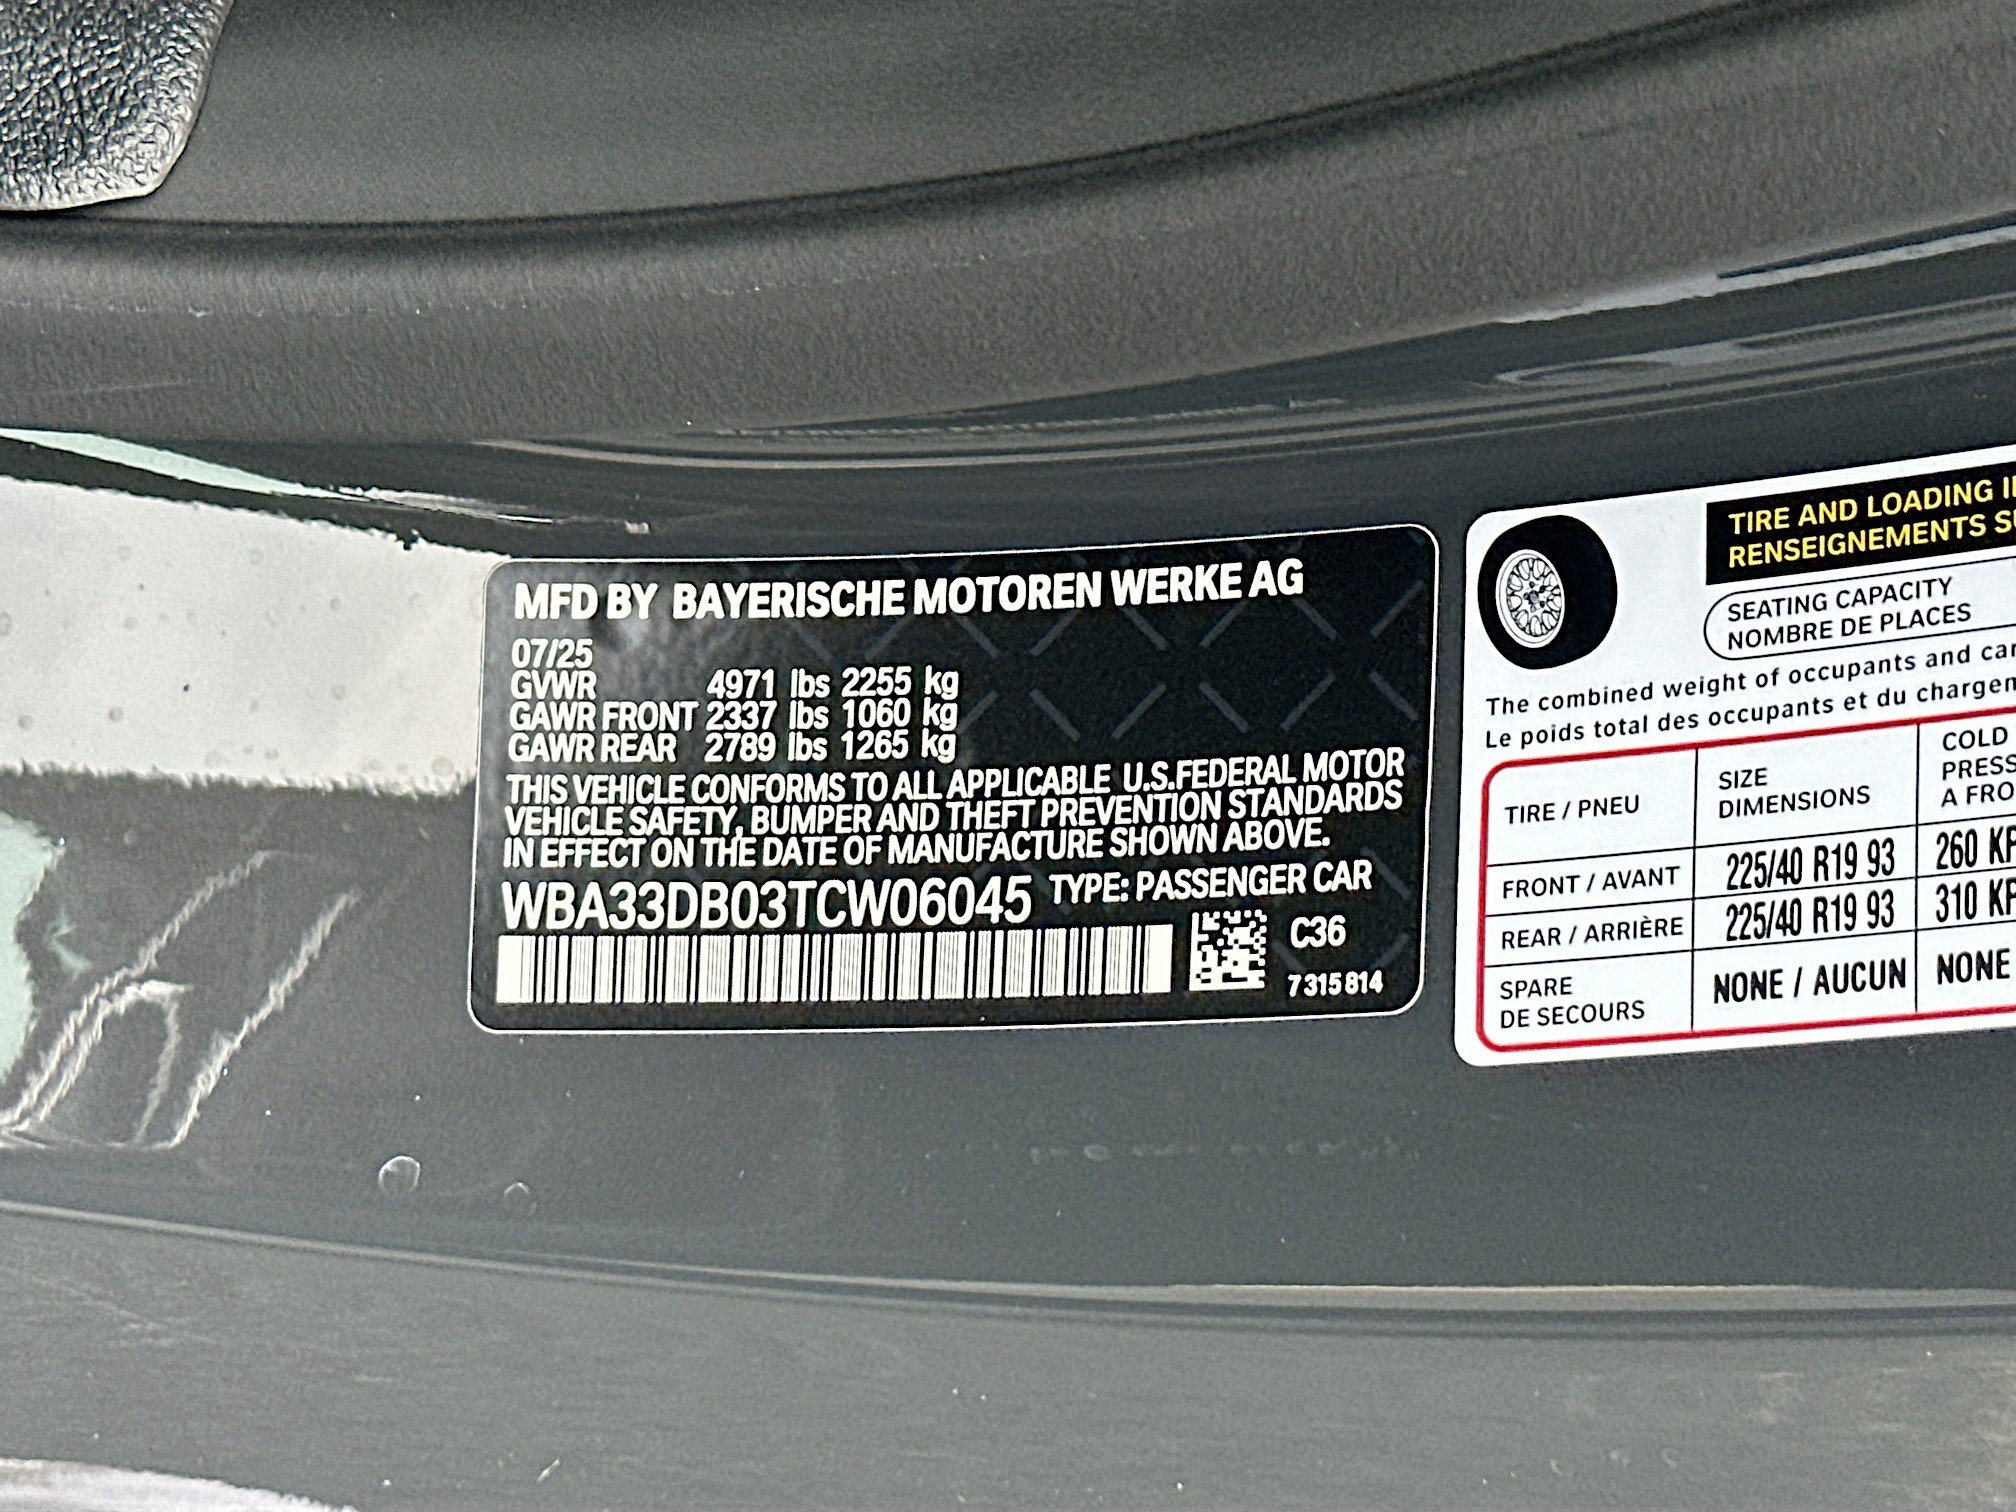 MFD BY BAYERISCHE MOTOREN WERKE AG
07/25
GVWR 4971 lbs 2255 kg
GAWR FRONT 2337 lbs 1060 kg
GAWR REAR 2789 lbs 1265 kg
THIS VEHICLE CONFORMS TO ALL APPLICABLE U.S.FEDERAL MOTOR
VEHICLE SAFETY, BUMPER AND THEFT PREVENTION STANDARDS
IN EFFECT ON THE DATE OF MANUFACTURE SHOWN ABOVE.
WBA33DB03TCW06045 TYPE: PASSENGER CAR
C36
7315814
TIRE AND LOADING
RENSEIGNEMENTS
SEATING CAPACITY
NOMBRE DE PLACES
The combined weight of occupants and
Le poids total des occupants et du
TIRE / PNEU
SIZE
DIMENSIONS
COLD
PRESS
A FRO
FRONT / AVANT 225/40 R19 93 260 KP
REAR / ARRIÈRE 225/40 R19 93 310 KP
SPARE
DE SECOURS
NONE / AUCUN NONE